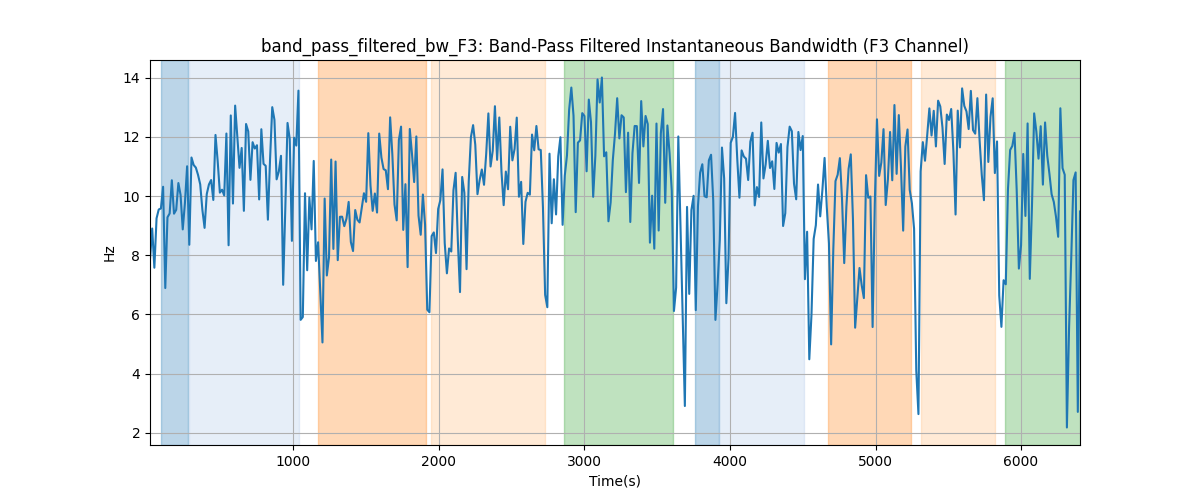 band_pass_filtered_bw_F3: Band-Pass Filtered Instantaneous Bandwidth (F3 Channel)
14
12
10
8
6
4
2
Hz
1000 2000 3000 4000 5000 6000
Time(s)